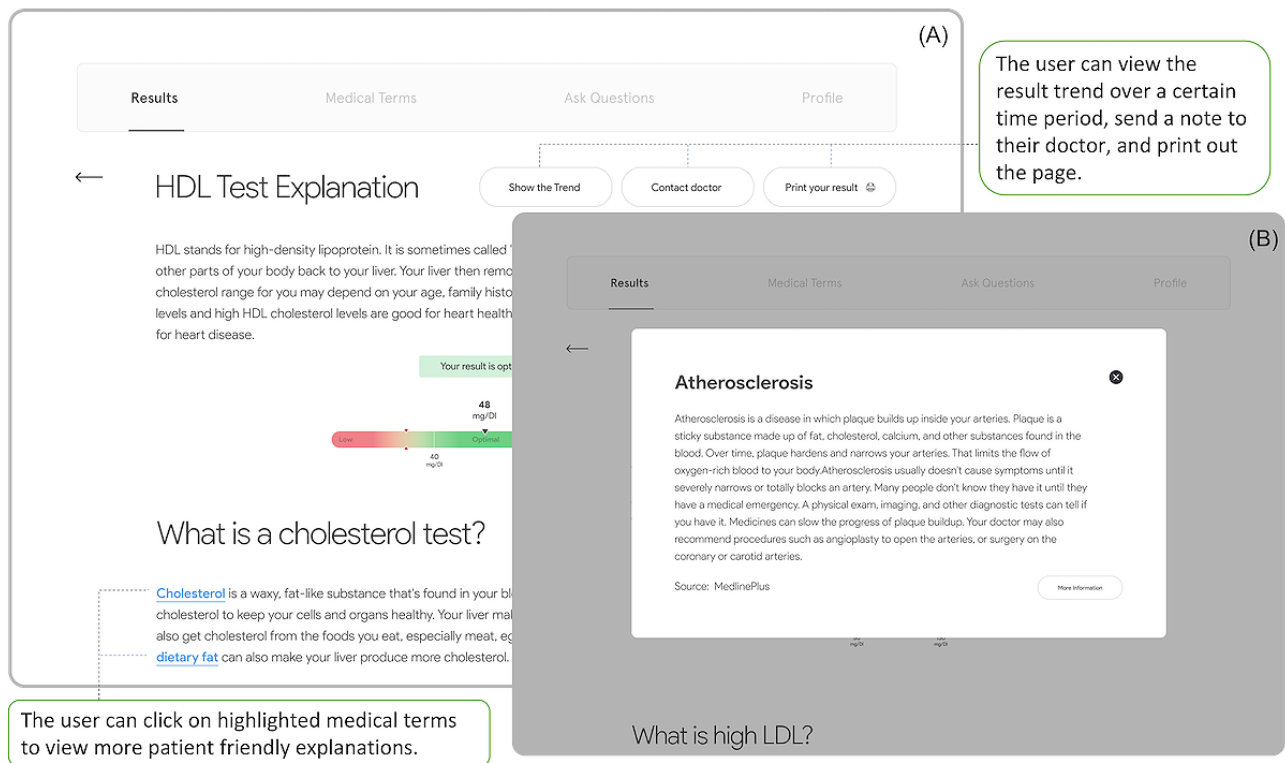 (A)
Results
Medical Terms
Ask Questions
Profile
The user can view the
result trend over a certain
time period, send a note to
their doctor, and print out
the page.
HDL Test Explanation
Show the Trend
Contact doctor
Print your result
HDL stands for high-density lipoprotein. It is sometimes called "
other parts of your body back to your liver. Your liver then remo
cholesterol range for you may depend on your age, family histo
levels and high HDL cholesterol levels are good for heart health
for heart disease.
Your result is opt
48
mg/Dl
Low
Optimal
40
mg/Dl
What is a cholesterol test?
Cholesterol is a waxy, fat-like substance that's found in your bl
cholesterol to keep your cells and organs healthy. Your liver mal
also get cholesterol from the foods you eat, especially meat, eg
dietary fat can also make your liver produce more cholesterol.
The user can click on highlighted medical terms
to view more patient friendly explanations.
(B)
Results
Medical Terms
Ask Questions
Profile
Atherosclerosis
Atherosclerosis is a disease in which plaque builds up inside your arteries. Plaque is a
sticky substance made up of fat, cholesterol, calcium, and other substances found in the
blood. Over time, plaque hardens and narrows your arteries. That limits the flow of
oxygen-rich blood to your body.Atherosclerosis usually doesn't cause symptoms until it
severely narrows or totally blocks an artery. Many people don't know they have it until they
have a medical emergency. A physical exam, imaging, and other diagnostic tests can tell if
you have it. Medicines can slow the progress of plaque buildup. Your doctor may also
recommend procedures such as angioplasty to open the arteries, or surgery on the
coronary or carotid arteries.
Source: MedlinePlus
More Information
mg/Dl
mg/Dl
What is high LDL?